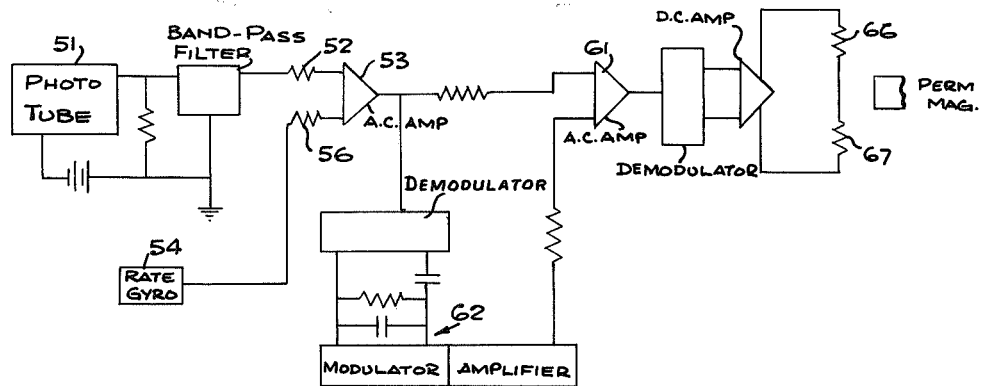 51
PHOTO
TUBE
BAND-PASS
FILTER
52
53
A.C. AMP
56
54
RATE
GYRO
DEMODULATOR
62
MODULATOR
AMPLIFIER
61
A.C. AMP
DEMODULATOR
D.C. AMP
66
67
PERM
MAG.